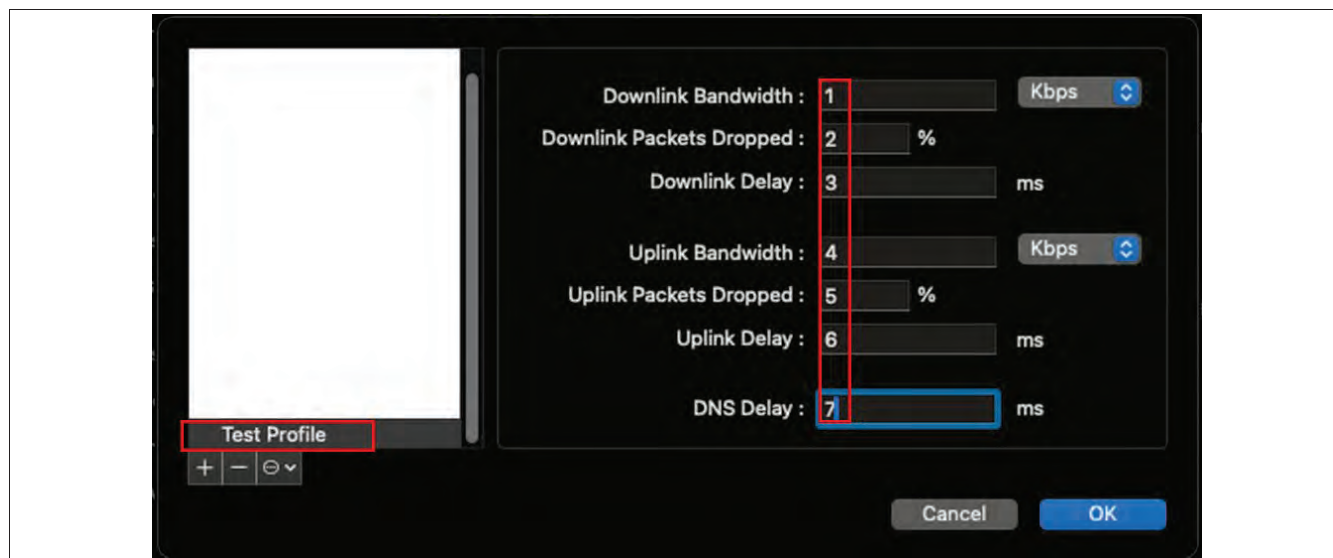 Downlink Bandwidth : 1 Kbps
Downlink Packets Dropped : 2 %
Downlink Delay : 3 ms
Uplink Bandwidth : 4 Kbps
Uplink Packets Dropped : 5 %
Uplink Delay : 6 ms
DNS Delay : 7 ms
Test Profile
+ − ⊝
Cancel OK